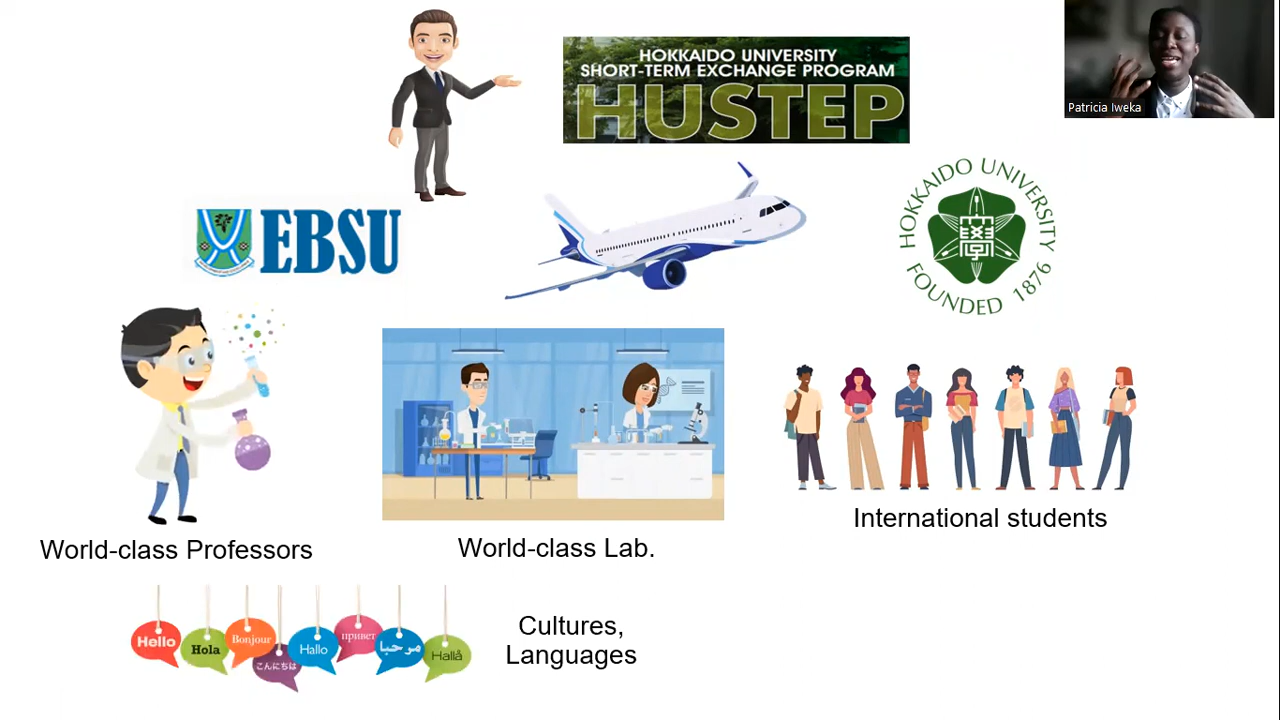 HOKKAIDO UNIVERSITY
SHORT-TERM EXCHANGE PROGRAM
HUSTEP
Patricia Iweka
EBSU
HOKKAIDO UNIVERSITY
FOUNDED 1876
World-class Professors
World-class Lab.
International students
Hello
Hola
Bonjour
こんにちは
Hallo
привет
مرحبا
Hallå
Cultures,
Languages